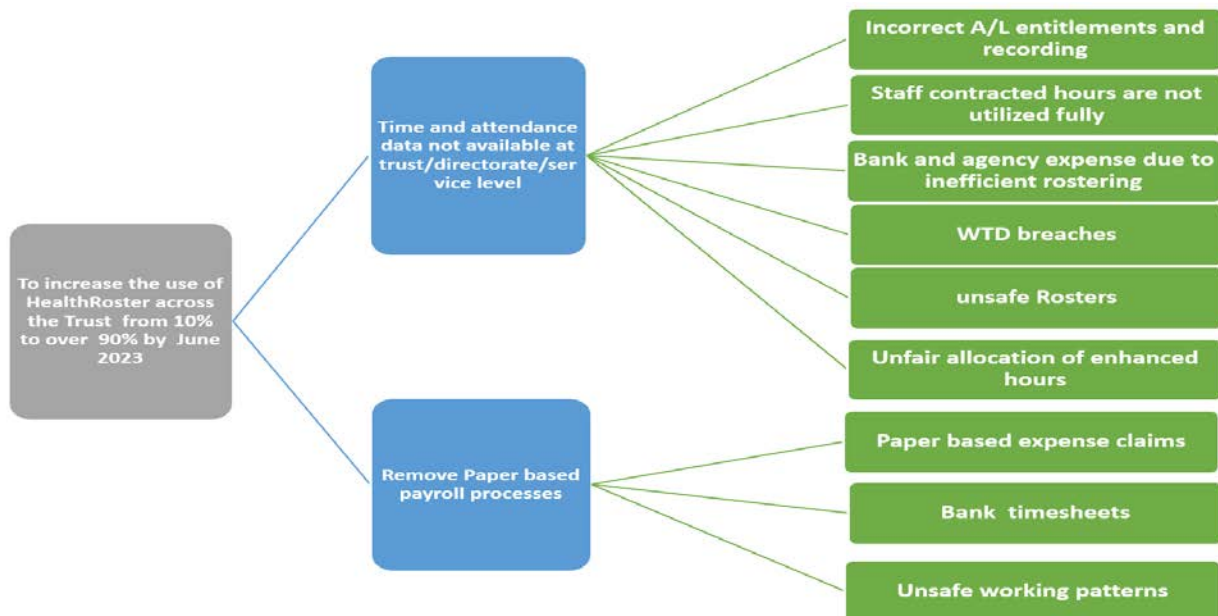 To increase the use of
HealthRoster across
the Trust from 10%
to over 90% by June
2023
Time and attendance
data not available at
trust/directorate/ser
vice level
Remove Paper based
payroll processes
Incorrect A/L entitlements and
recording
Staff contracted hours are not
utilized fully
Bank and agency expense due to
inefficient rostering
WTD breaches
unsafe Rosters
Unfair allocation of enhanced
hours
Paper based expense claims
Bank timesheets
Unsafe working patterns